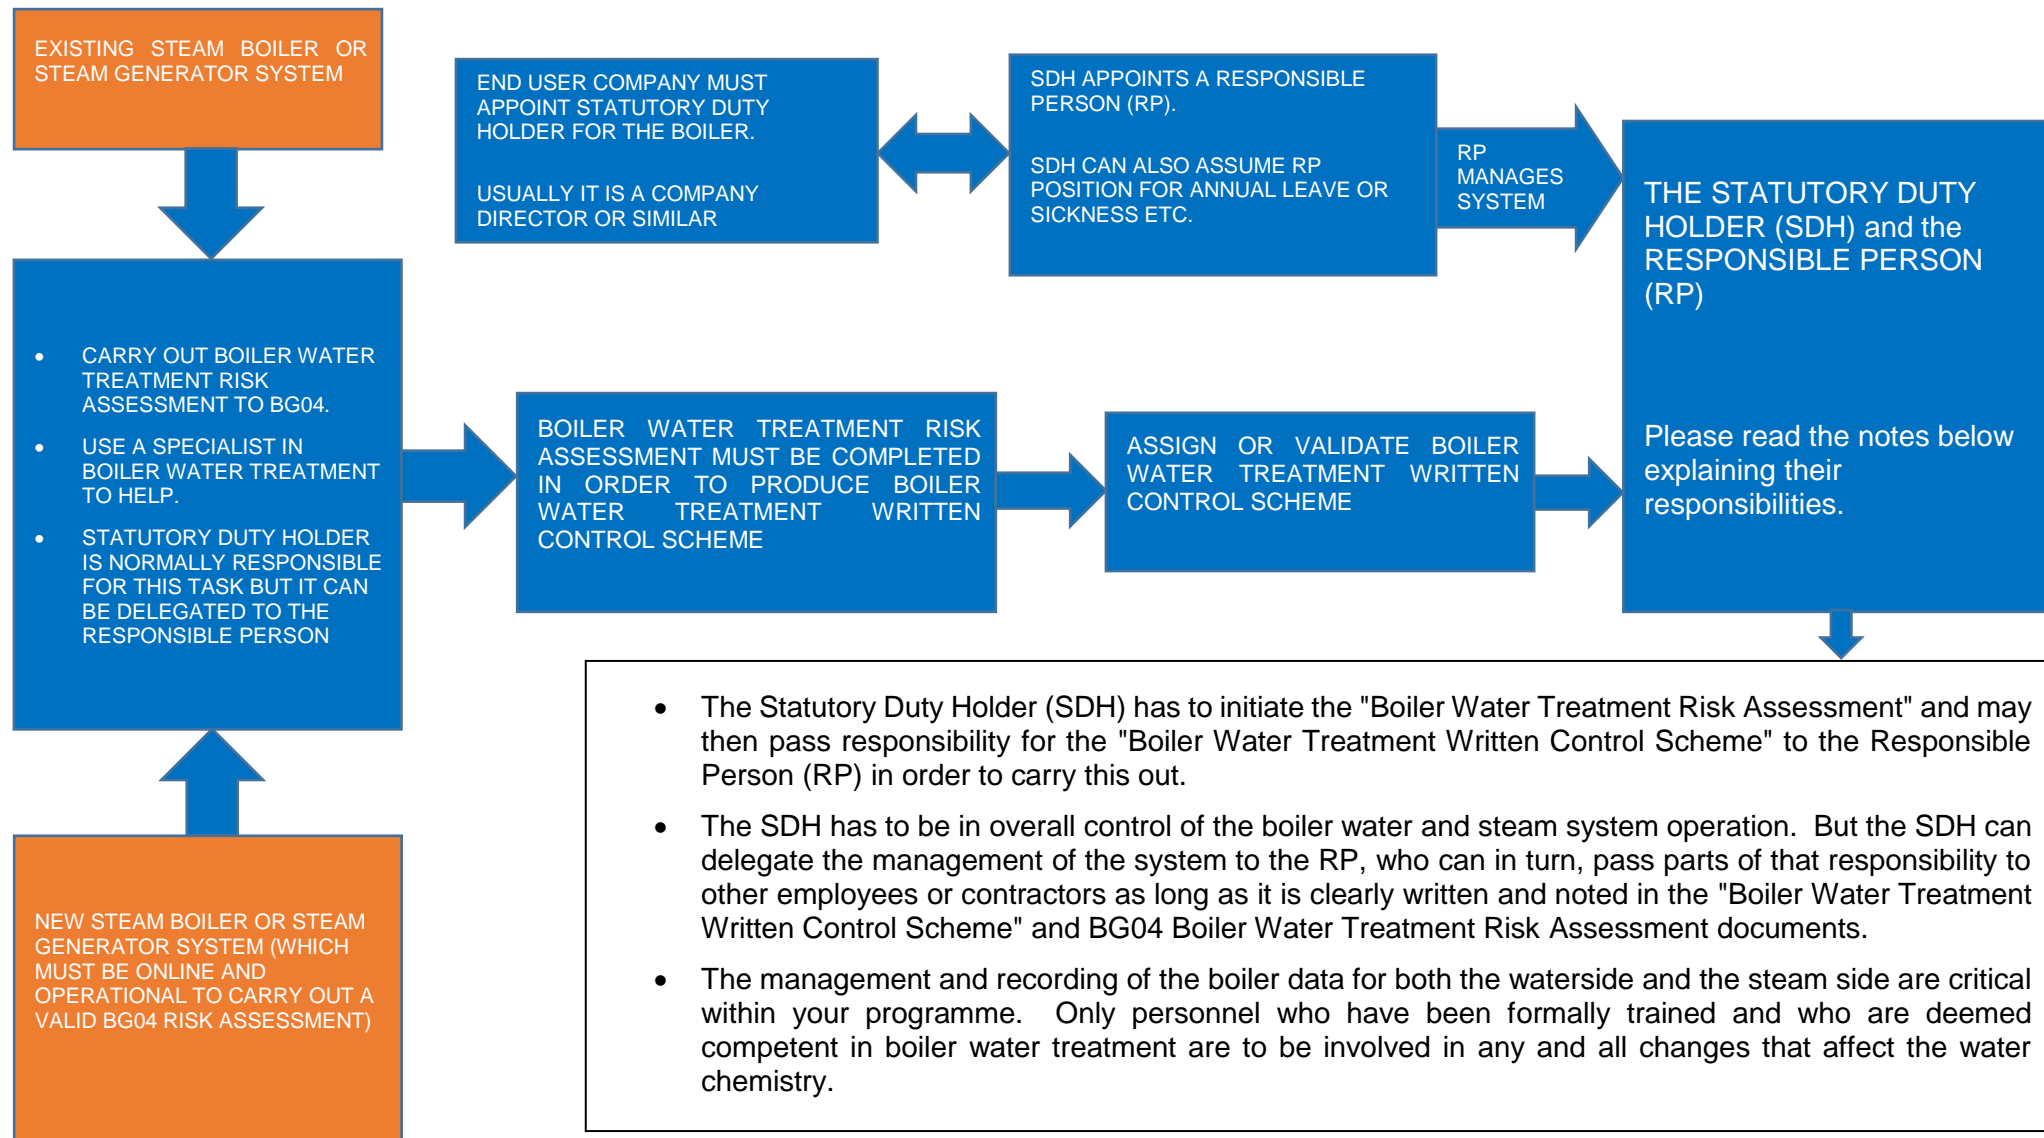 EXISTING STEAM BOILER OR
STEAM GENERATOR SYSTEM
END USER COMPANY MUST
APPOINT STATUTORY DUTY
HOLDER FOR THE BOILER.
USUALLY IT IS A COMPANY
DIRECTOR OR SIMILAR
SDH APPOINTS A RESPONSIBLE
PERSON (RP).
SDH CAN ALSO ASSUME RP
POSITION FOR ANNUAL LEAVE OR
SICKNESS ETC.
RP
MANAGES
SYSTEM
THE STATUTORY DUTY
HOLDER (SDH) and the
RESPONSIBLE PERSON
(RP)
Please read the notes below
explaining their
responsibilities.
• CARRY OUT BOILER WATER
TREATMENT RISK
ASSESSMENT TO BG04.
• USE A SPECIALIST IN
BOILER WATER TREATMENT
TO HELP.
• STATUTORY DUTY HOLDER
IS NORMALLY RESPONSIBLE
FOR THIS TASK BUT IT CAN
BE DELEGATED TO THE
RESPONSIBLE PERSON
BOILER WATER TREATMENT RISK
ASSESSMENT MUST BE COMPLETED
IN ORDER TO PRODUCE BOILER
WATER TREATMENT WRITTEN
CONTROL SCHEME
ASSIGN OR VALIDATE BOILER
WATER TREATMENT WRITTEN
CONTROL SCHEME
NEW STEAM BOILER OR STEAM
GENERATOR SYSTEM (WHICH
MUST BE ONLINE AND
OPERATIONAL TO CARRY OUT A
VALID BG04 RISK ASSESSMENT)
• The Statutory Duty Holder (SDH) has to initiate the "Boiler Water Treatment Risk Assessment" and may
then pass responsibility for the "Boiler Water Treatment Written Control Scheme" to the Responsible
Person (RP) in order to carry this out.
• The SDH has to be in overall control of the boiler water and steam system operation. But the SDH can
delegate the management of the system to the RP, who can in turn, pass parts of that responsibility to
other employees or contractors as long as it is clearly written and noted in the "Boiler Water Treatment
Written Control Scheme" and BG04 Boiler Water Treatment Risk Assessment documents.
• The management and recording of the boiler data for both the waterside and the steam side are critical
within your programme. Only personnel who have been formally trained and who are deemed
competent in boiler water treatment are to be involved in any and all changes that affect the water
chemistry.